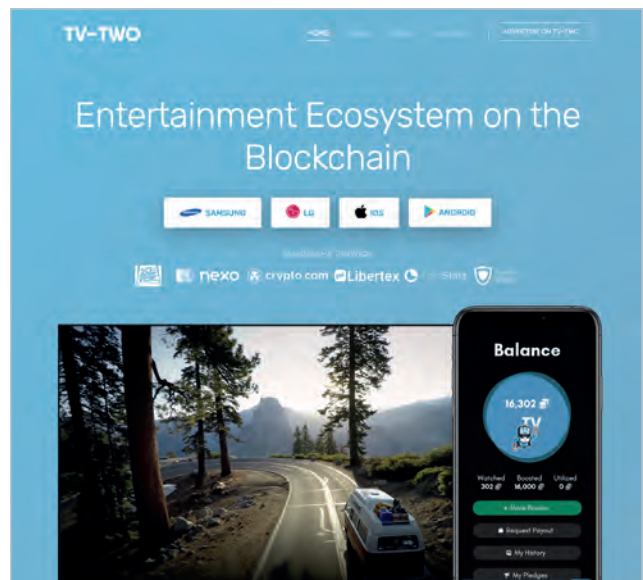 TV-TWO
HOME
ADVERTISE ON TV-TWO
Entertainment Ecosystem on the
Blockchain
SAMSUNG
LG
IOS
ANDROID
nexo
crypto.com
Libertex
Balance
16,302
TV
Watched Boosted Utilized
302 16,000 0
Request Payout
My History
My Pledges